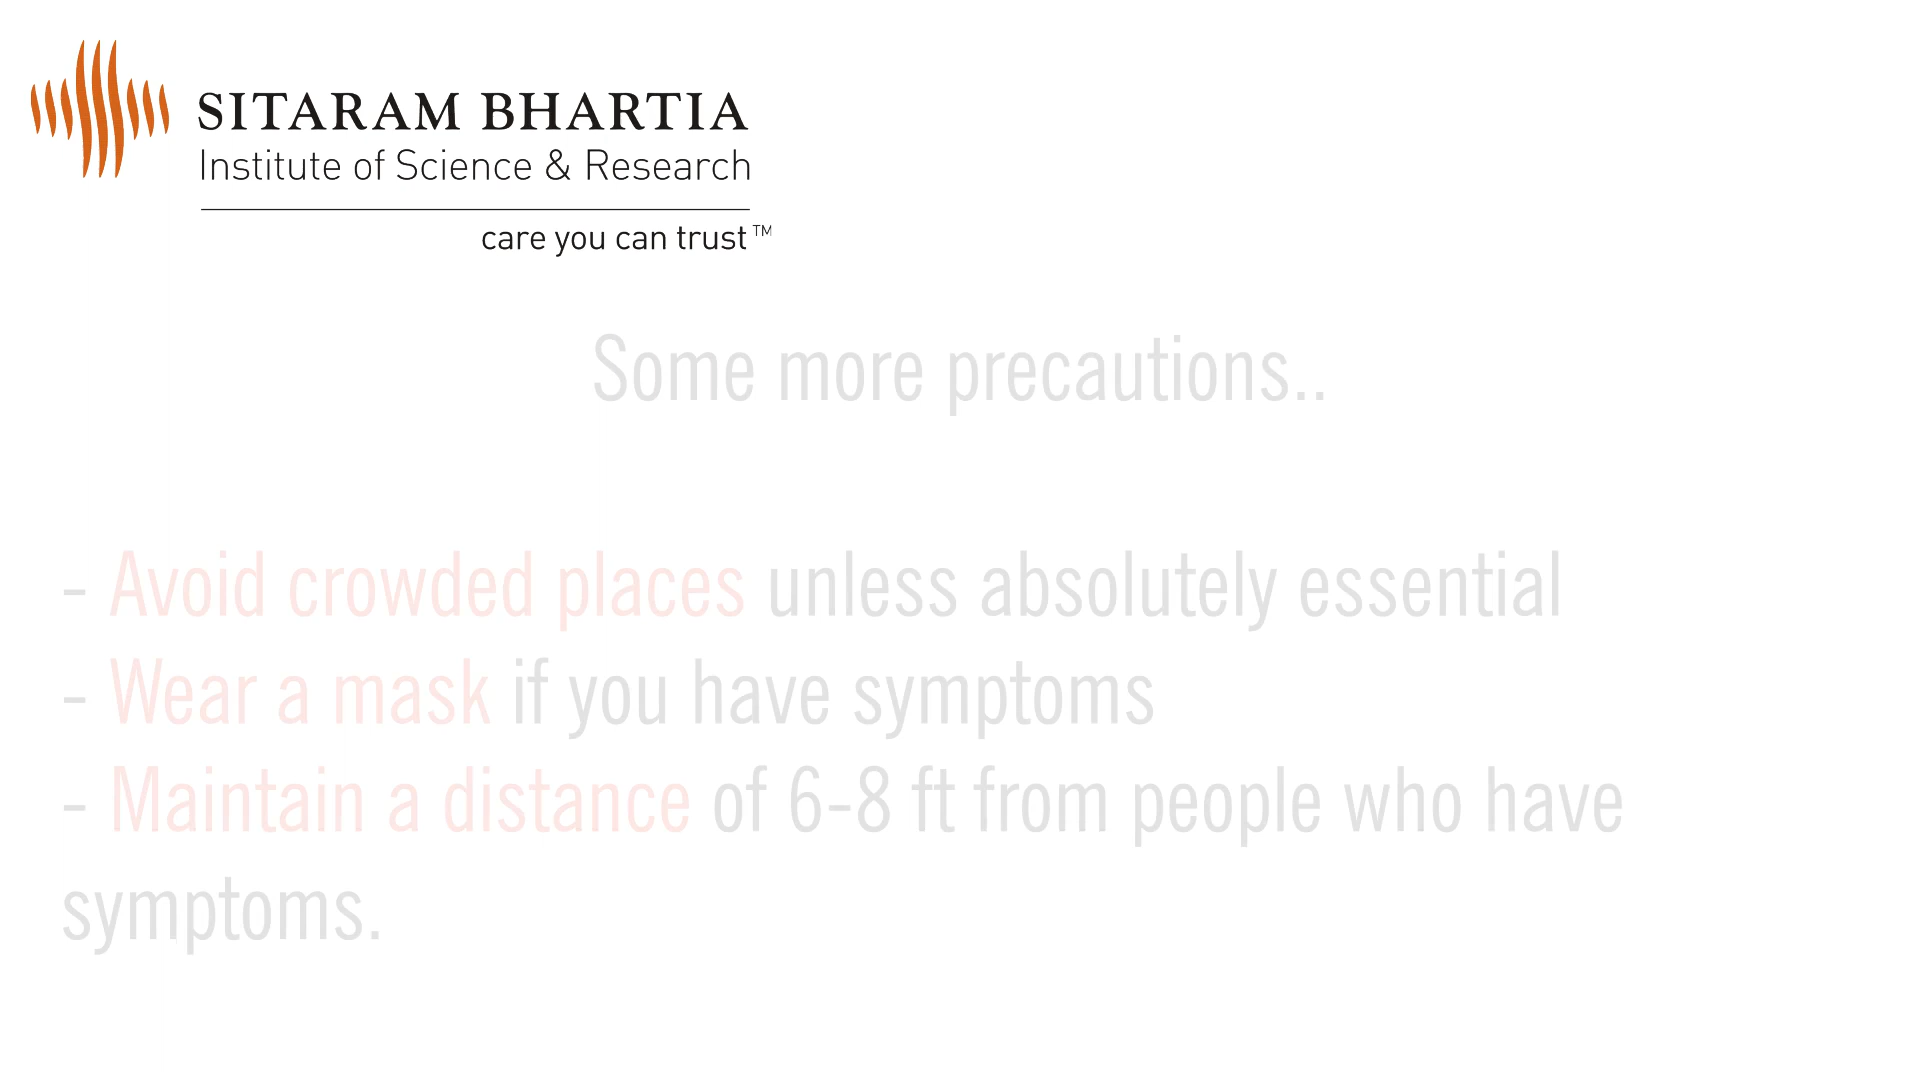 SITARAM BHARTIA
Institute of Science & Research
care you can trust™
Some more precautions..
- Avoid crowded places unless absolutely essential
- Wear a mask if you have symptoms
- Maintain a distance of 6-8 ft from people who have
symptoms.